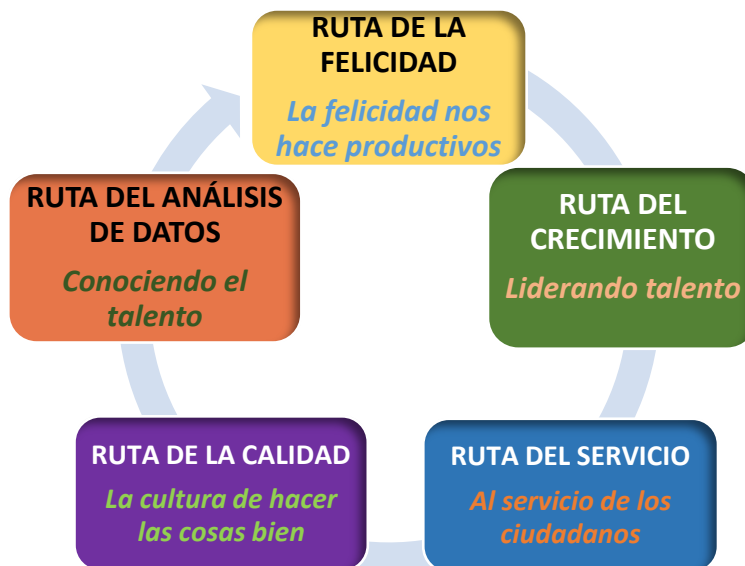 RUTA DE LA
FELICIDAD
La felicidad nos
hace productivos
RUTA DEL
CRECIMIENTO
Liderando talento
RUTA DEL SERVICIO
Al servicio de los
ciudadanos
RUTA DE LA CALIDAD
La cultura de hacer
las cosas bien
RUTA DEL ANÁLISIS
DE DATOS
Conociendo el
talento